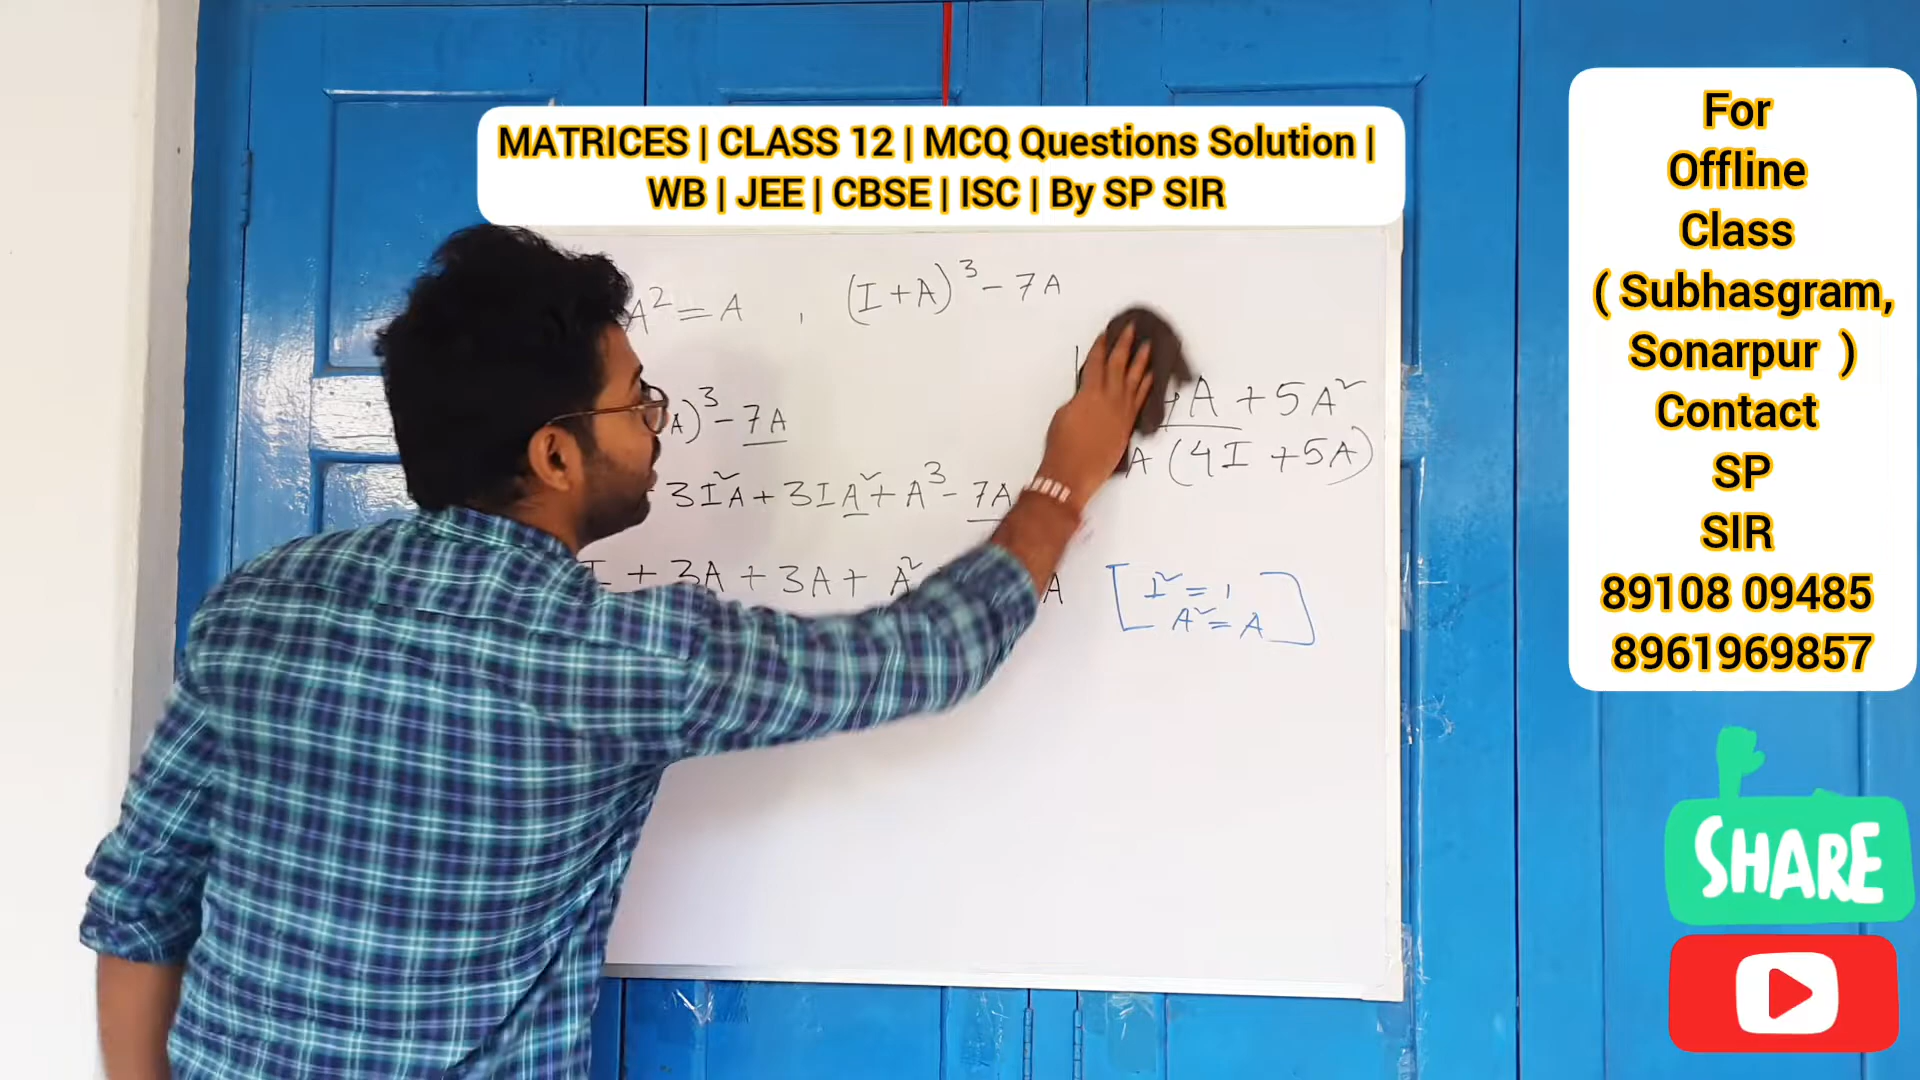 MATRICES | CLASS 12 | MCQ Questions Solution |
WB | JEE | CBSE | ISC | By SP SIR
A² = A , (I + A)³ - 7A
A)³ - 7A
3I²A + 3IA² + A³ - 7A
I + 3A + 3A + A² A
A + 5A²
A (4I + 5A)
[ I² = 1
A² = A ]
For
Offline
Class
( Subhasgram,
Sonarpur )
Contact
SP
SIR
89108 09485
8961969857
SHARE